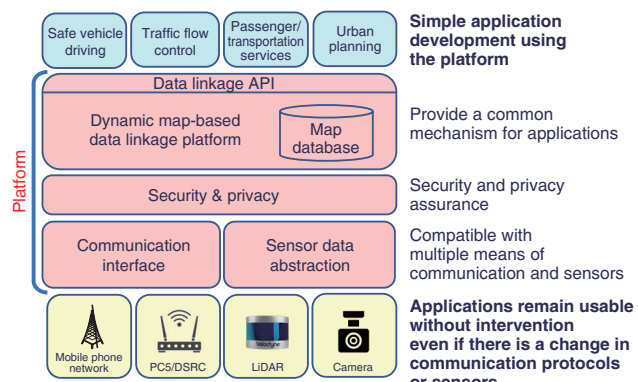 Safe vehicle
driving
Traffic flow
control
Passenger/
transportation
services
Urban
planning
Simple application
development using
the platform
Platform
Data linkage API
Dynamic map-based
data linkage platform
Map
database
Provide a common
mechanism for applications
Security & privacy
Security and privacy
assurance
Communication
interface
Sensor data
abstraction
Compatible with
multiple means of
communication and sensors
Mobile phone
network
PC5/DSRC
Velodyne
LiDAR
Camera
Applications remain usable
without intervention
even if there is a change in
communication protocols
or sensors